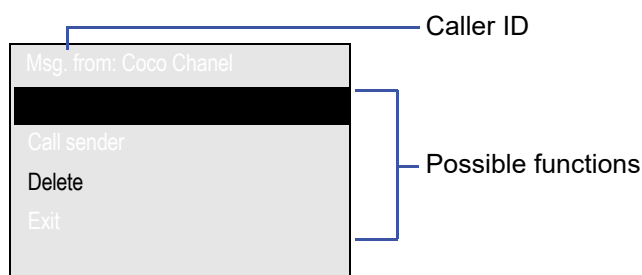 Caller ID
Msg. from: Coco Chanel
Call sender
Possible functions
Delete
Exit